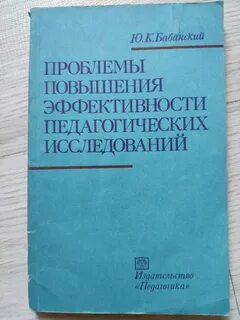 Ю.К.Бабанский
ПРОБЛЕМЫ
ПОВЫШЕНИЯ
ЭФФЕКТИВНОСТИ
ПЕДАГОГИЧЕСКИХ
ИССЛЕДОВАНИЙ
Издательство
«Педагогика»